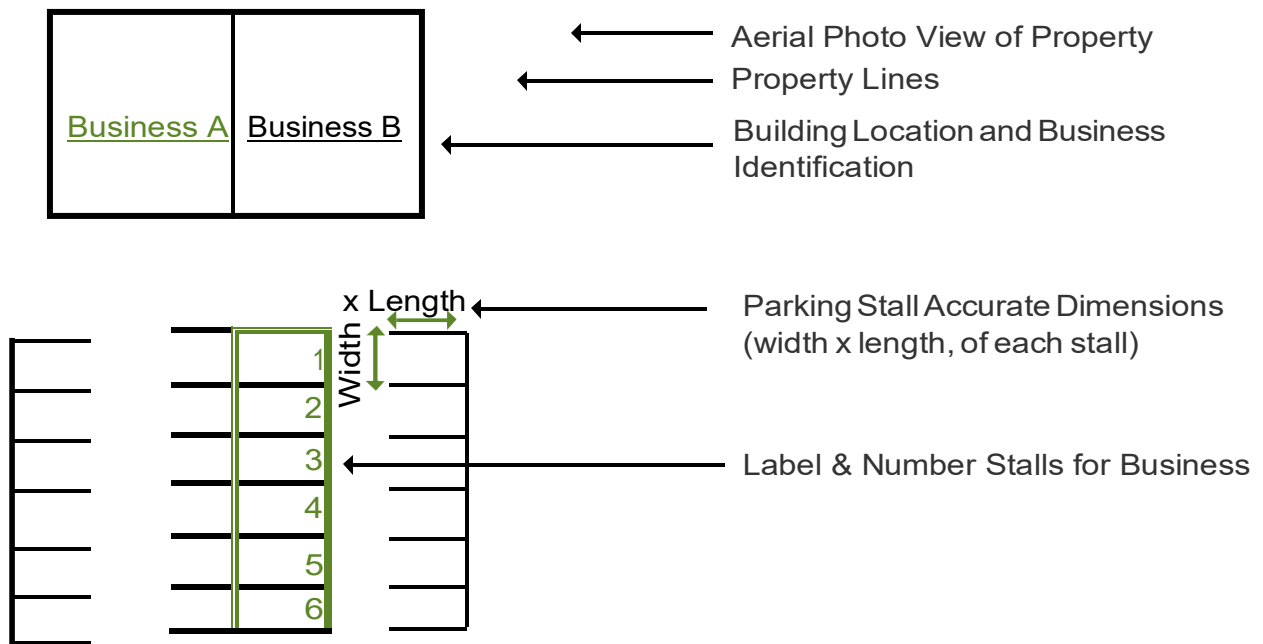 Aerial Photo View of Property
Property Lines
Business A Business B
Building Location and Business
Identification
x Length
Width
Parking Stall Accurate Dimensions
(width x length, of each stall)
1
2
3
Label & Number Stalls for Business
4
5
6